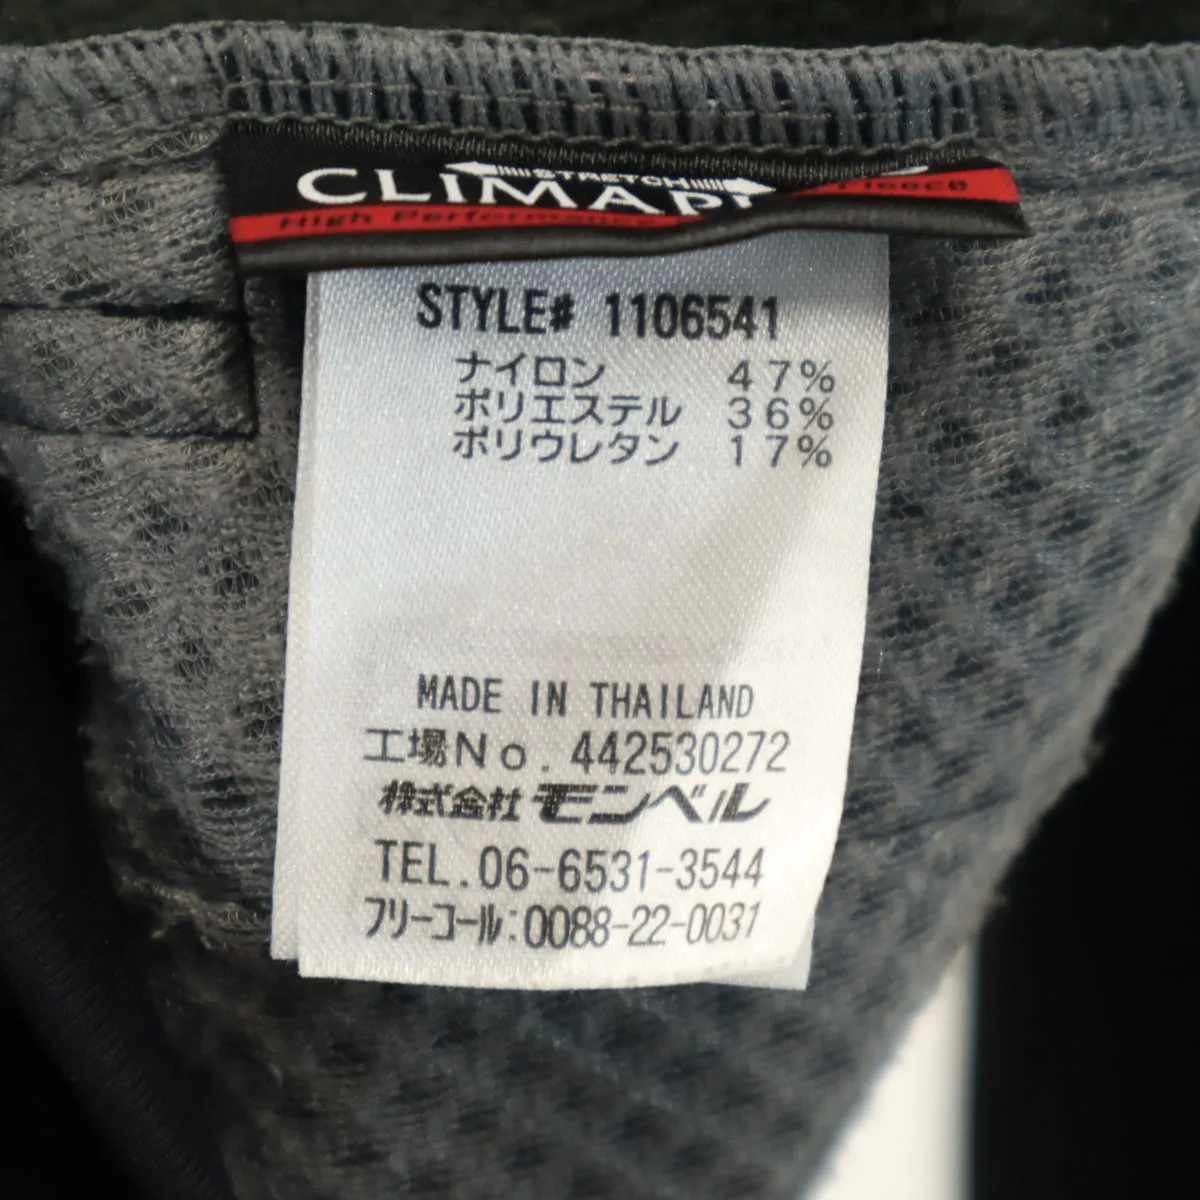 STRETCH
CLIMAPL
High Performance Fleece
STYLE# 1106541
ナイロン 47%
ポリエステル 36%
ポリウレタン 17%
MADE IN THAILAND
工場No. 442530272
株式会社 モンベル
TEL.06-6531-3544
フリーコール:0088-22-0031